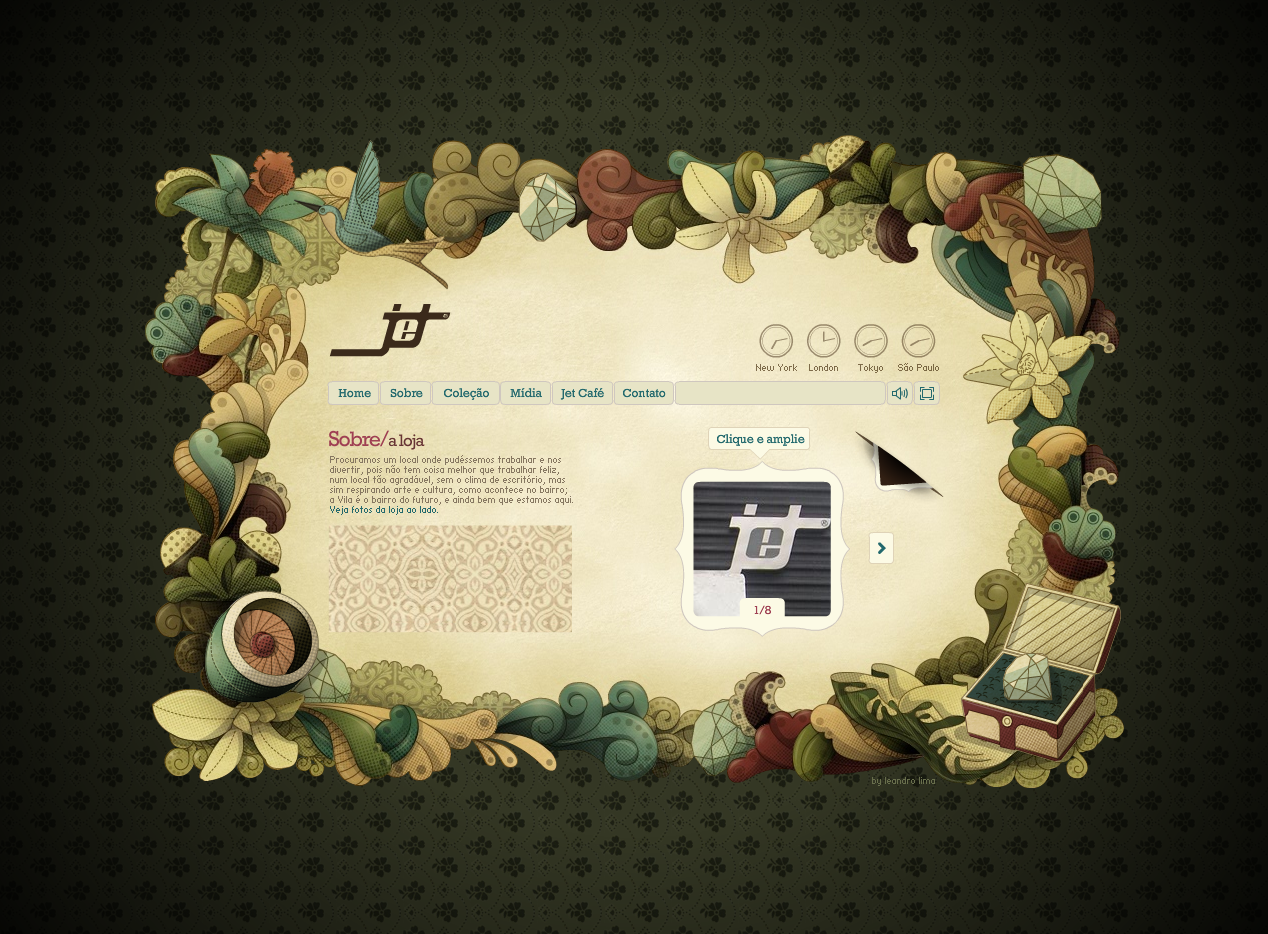 jet
New York London Tokyo São Paulo
Home Sobre Coleção Mídia Jet Café Contato
Sobre/a loja
Procuramos um local onde pudéssemos trabalhar e nos
divertir, pois não tem coisa melhor que trabalhar feliz,
num local tão agradável, sem o clima de escritório, mas
sim respirando arte e cultura, como acontece no bairro;
a Vila é o bairro do futuro, e ainda bem que estamos aqui.
Veja fotos da loja ao lado.
Clique e amplie
jet®
1/8
by leandro lima